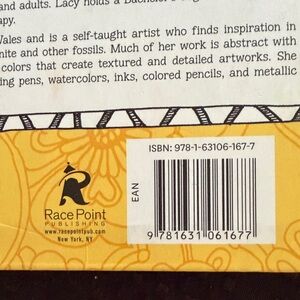 and adults. Lacy holds a Bachelor's
apy.
Wales and is a self-taught artist who finds inspiration in
nite and other fossils. Much of her work is abstract with
colors that create textured and detailed artworks. She
ing pens, watercolors, inks, colored pencils, and metallic
ISBN: 978-1-63106-167-7
EAN
9 781631 061677
Race Point
PUBLISHING
www.racepointpub.com
New York, NY